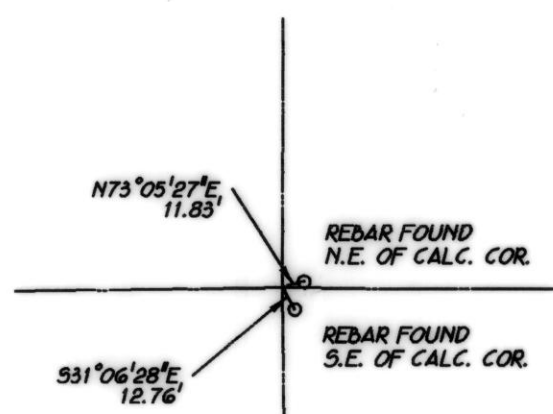 N73°05'27"E
11.83'
REBAR FOUND
N.E. OF CALC. COR.
REBAR FOUND
S.E. OF CALC. COR.
S31°06'28"E
12.76'